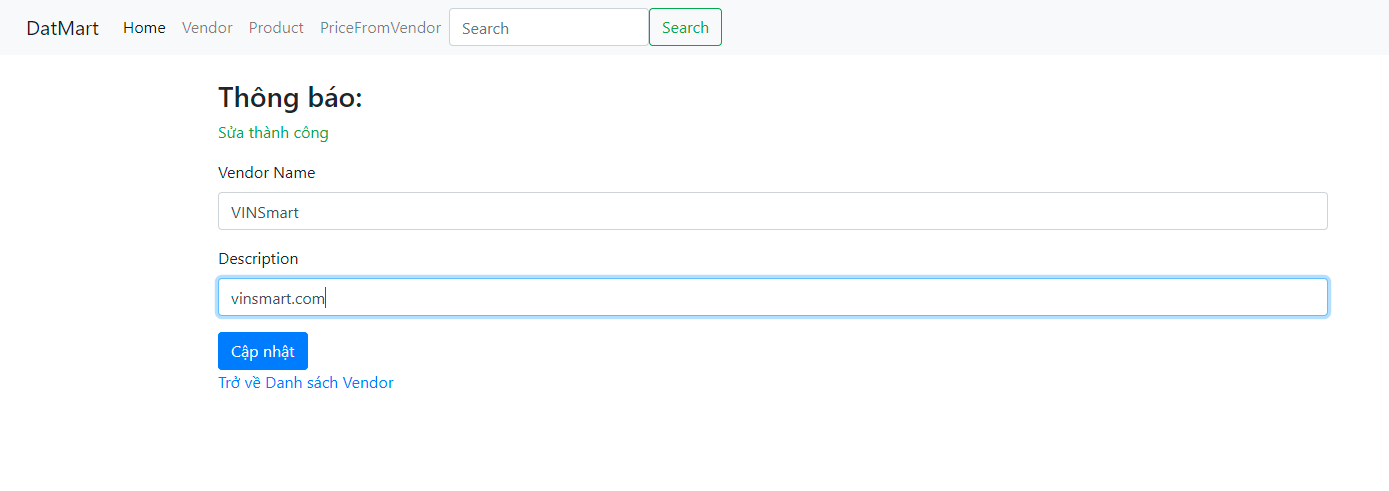 DatMart Home Vendor Product PriceFromVendor Search Search
Thông báo:
Sửa thành công
Vendor Name
VINSmart
Description
vinsmart.com
Cập nhật
Trở về Danh sách Vendor